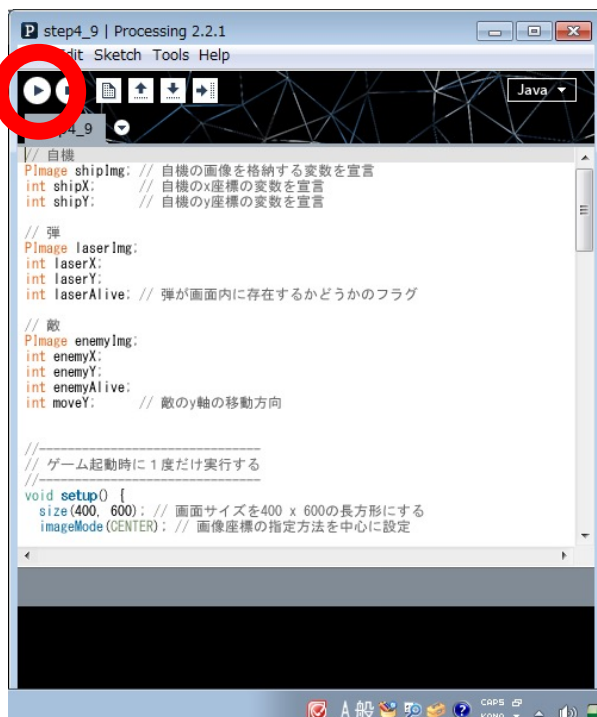 P step4_9 | Processing 2.2.1
dit Sketch Tools Help
Java
p4_9
// 自機
PImage shipImg; // 自機の画像を格納する変数を宣言
int shipX; // 自機のx座標の変数を宣言
int shipY; // 自機のy座標の変数を宣言
// 弾
PImage laserImg;
int laserX;
int laserY;
int laserAlive; // 弾が画面内に存在するかどうかのフラグ
// 敵
PImage enemyImg;
int enemyX;
int enemyY;
int enemyAlive;
int moveY; // 敵のy軸の移動方向
//-------------------------------
// ゲーム起動時に１度だけ実行する
//-------------------------------
void setup() {
size(400, 600); // 画面サイズを400 x 600の長方形にする
imageMode(CENTER); // 画像座標の指定方法を中心に設定
A 般 CAPS